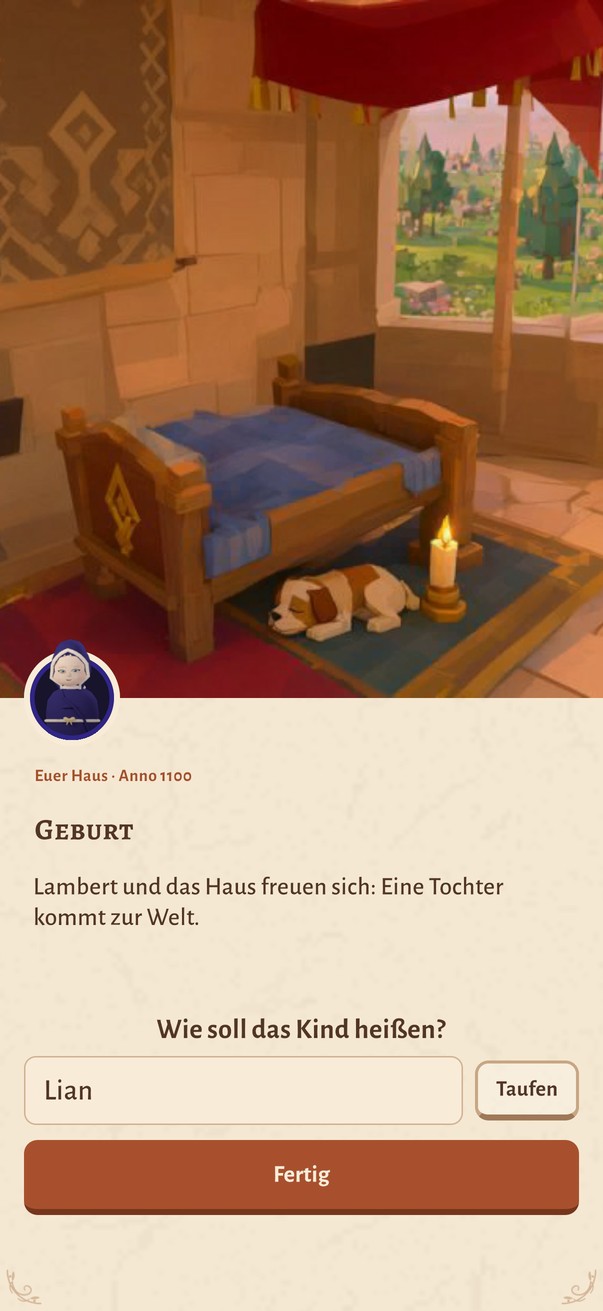 Euer Haus · Anno 1100
Geburt
Lambert und das Haus freuen sich: Eine Tochter
kommt zur Welt.
Wie soll das Kind heißen?
Lian
Taufen
Fertig